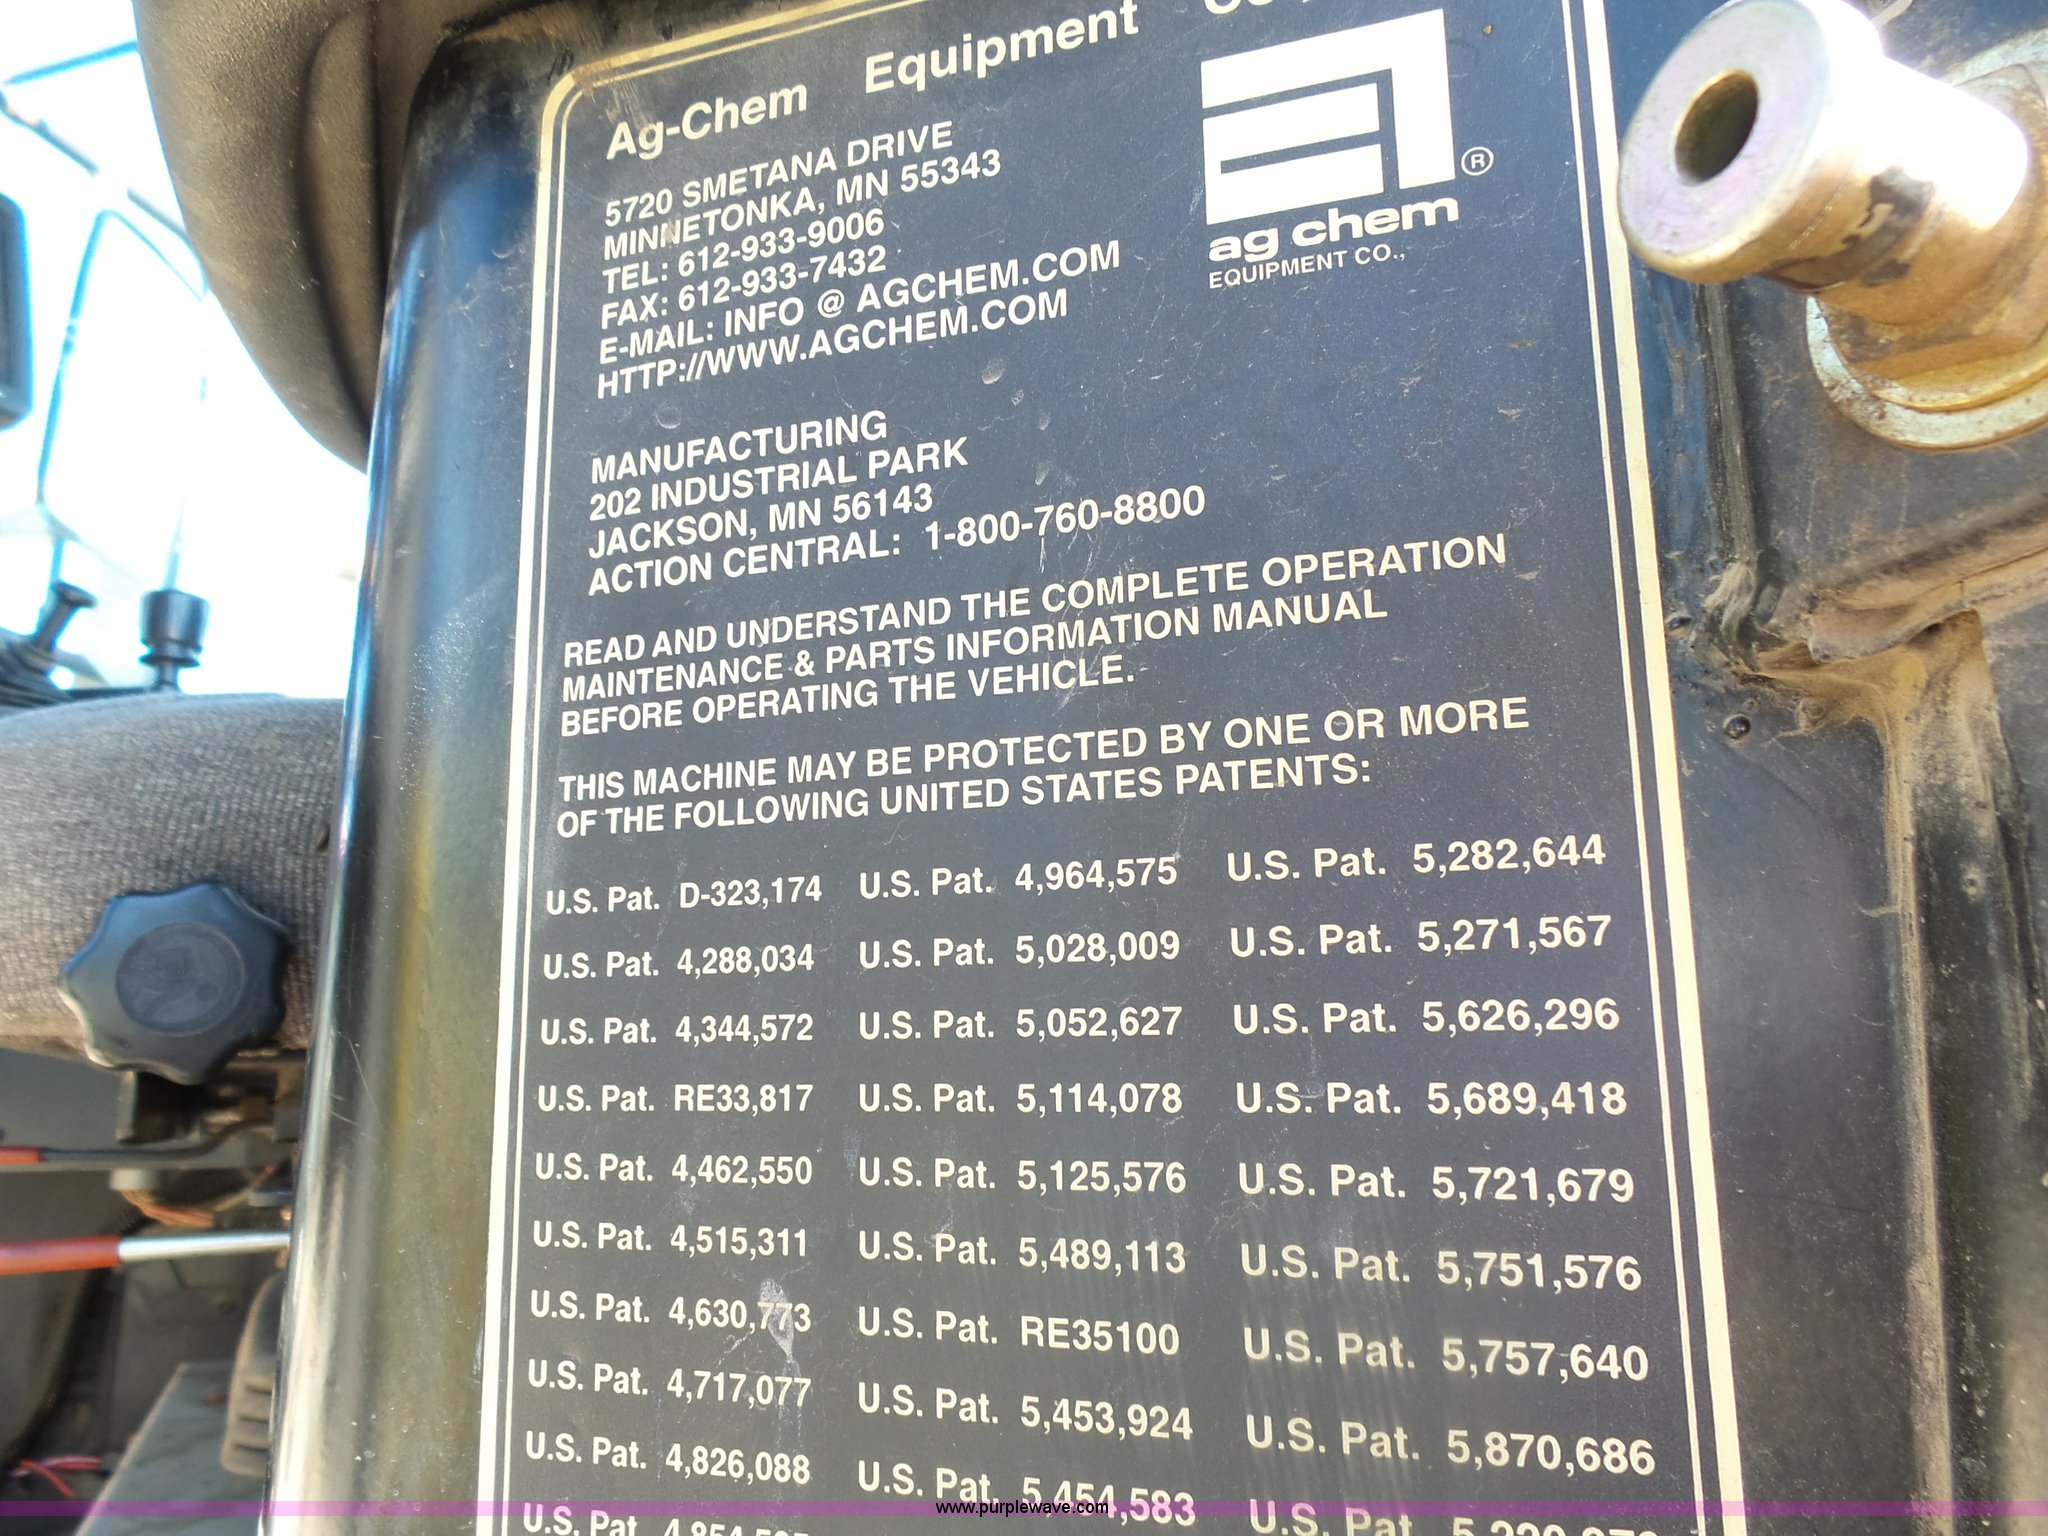 Ag-Chem Equipment
5720 SMETANA DRIVE
MINNETONKA, MN 55343
TEL: 612-933-9006
FAX: 612-933-7432
E-MAIL: INFO @ AGCHEM.COM
HTTP://WWW.AGCHEM.COM
®
ag chem
EQUIPMENT CO.,
MANUFACTURING
202 INDUSTRIAL PARK
JACKSON, MN 56143
ACTION CENTRAL: 1-800-760-8800
READ AND UNDERSTAND THE COMPLETE OPERATION
MAINTENANCE & PARTS INFORMATION MANUAL
BEFORE OPERATING THE VEHICLE.
THIS MACHINE MAY BE PROTECTED BY ONE OR MORE
OF THE FOLLOWING UNITED STATES PATENTS:
U.S. Pat. D-323,174 U.S. Pat. 4,964,575 U.S. Pat. 5,282,644
U.S. Pat. 4,288,034 U.S. Pat. 5,028,009 U.S. Pat. 5,271,567
U.S. Pat. 4,344,572 U.S. Pat. 5,052,627 U.S. Pat. 5,626,296
U.S. Pat. RE33,817 U.S. Pat. 5,114,078 U.S. Pat. 5,689,418
U.S. Pat. 4,462,550 U.S. Pat. 5,125,576 U.S. Pat. 5,721,679
U.S. Pat. 4,515,311 U.S. Pat. 5,489,113 U.S. Pat. 5,751,576
U.S. Pat. 4,630,773 U.S. Pat. RE35100 U.S. Pat. 5,757,640
U.S. Pat. 4,717,077 U.S. Pat. 5,453,924 U.S. Pat. 5,870,686
U.S. Pat. 4,826,088 U.S. Pat. 5,454,583 U.S. Pat.
U.S. Pat
www.purplewave.com